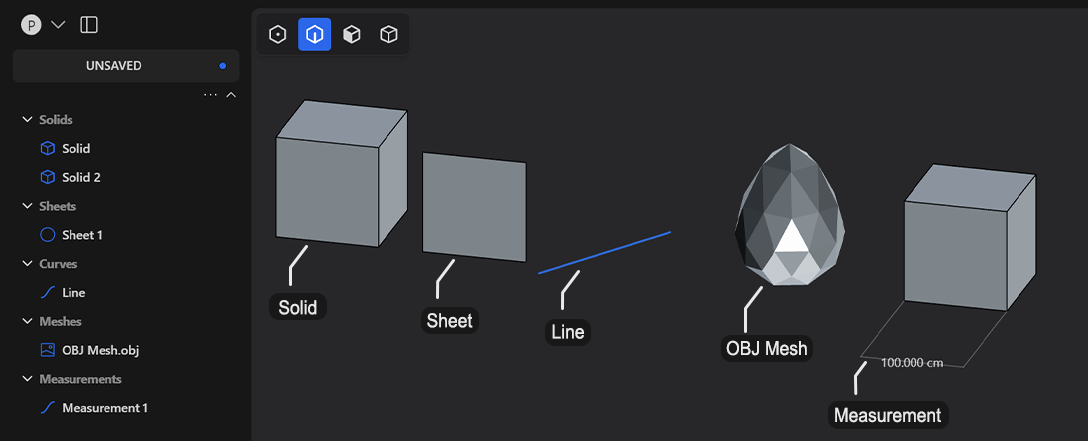 P
UNSAVED
Solids
Solid
Solid 2
Sheets
Sheet 1
Curves
Line
Meshes
OBJ Mesh.obj
Measurements
Measurement 1
Solid
Sheet
Line
OBJ Mesh
100.000 cm
Measurement